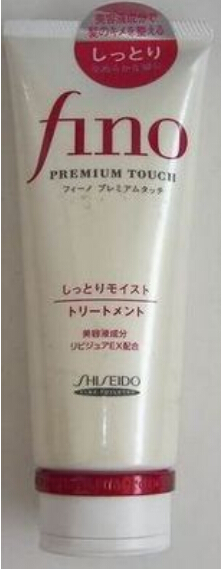 美容液成分で
髪のキメを整える
しっとり
fino
PREMIUM TOUCH
フィーノ プレミアムタッチ
しっとりモイスト
トリートメント
美容液成分
リピジュアEX配合
SHISEIDO
FINE TOILETRY